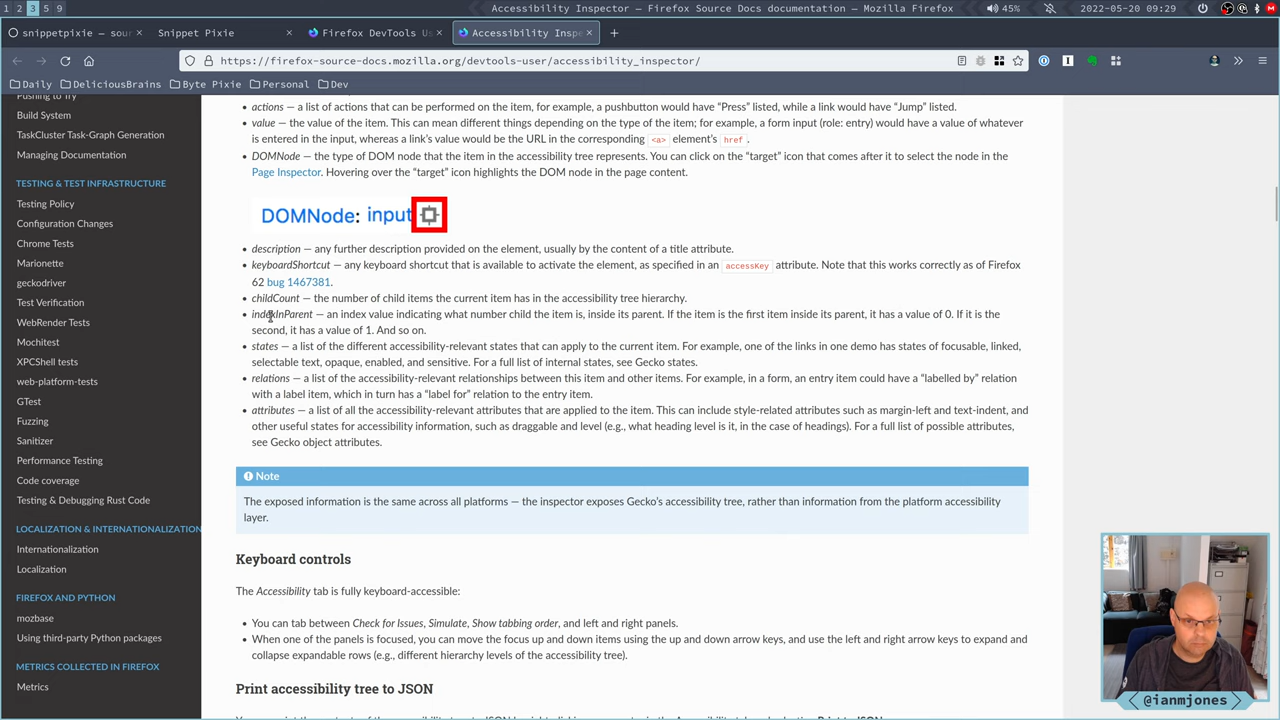 1 2 3 5 9
Accessibility Inspector — Firefox Source Docs documentation — Mozilla Firefox
45%
2022-05-20 09:29
snippetpixie — sour
Snippet Pixie
Firefox DevTools Us
Accessibility Inspe
https://firefox-source-docs.mozilla.org/devtools-user/accessibility_inspector/
Daily
DeliciousBrains
Byte Pixie
Personal
Dev
Pushing to Try
Build System
TaskCluster Task-Graph Generation
Managing Documentation
TESTING & TEST INFRASTRUCTURE
Testing Policy
Configuration Changes
Chrome Tests
Marionette
geckodriver
Test Verification
WebRender Tests
Mochitest
XPCShell tests
web-platform-tests
GTest
Fuzzing
Sanitizer
Performance Testing
Code coverage
Testing & Debugging Rust Code
LOCALIZATION & INTERNATIONALIZATION
Internationalization
Localization
FIREFOX AND PYTHON
mozbase
Using third-party Python packages
METRICS COLLECTED IN FIREFOX
Metrics
• actions — a list of actions that can be performed on the item, for example, a pushbutton would have “Press” listed, while a link would have “Jump” listed.
• value — the value of the item. This can mean different things depending on the type of the item; for example, a form input (role: entry) would have a value of whatever
is entered in the input, whereas a link’s value would be the URL in the corresponding <a> element’s href.
• DOMNode — the type of DOM node that the item in the accessibility tree represents. You can click on the “target” icon that comes after it to select the node in the
Page Inspector. Hovering over the “target” icon highlights the DOM node in the page content.
DOMNode: input
• description — any further description provided on the element, usually by the content of a title attribute.
• keyboardShortcut — any keyboard shortcut that is available to activate the element, as specified in an accessKey attribute. Note that this works correctly as of Firefox
62 bug 1467381.
• childCount — the number of child items the current item has in the accessibility tree hierarchy.
• indexInParent — an index value indicating what number child the item is, inside its parent. If the item is the first item inside its parent, it has a value of 0. If it is the
second, it has a value of 1. And so on.
• states — a list of the different accessibility-relevant states that can apply to the current item. For example, one of the links in one demo has states of focusable, linked,
selectable text, opaque, enabled, and sensitive. For a full list of internal states, see Gecko states.
• relations — a list of the accessibility-relevant relationships between this item and other items. For example, in a form, an entry item could have a “labelled by” relation
with a label item, which in turn has a “label for” relation to the entry item.
• attributes — a list of all the accessibility-relevant attributes that are applied to the item. This can include style-related attributes such as margin-left and text-indent, and
other useful states for accessibility information, such as draggable and level (e.g., what heading level is it, in the case of headings). For a full list of possible attributes,
see Gecko object attributes.
Note
The exposed information is the same across all platforms — the inspector exposes Gecko’s accessibility tree, rather than information from the platform accessibility
layer.
Keyboard controls
The Accessibility tab is fully keyboard-accessible:
• You can tab between Check for Issues, Simulate, Show tabbing order, and left and right panels.
• When one of the panels is focused, you can move the focus up and down items using the up and down arrow keys, and use the left and right arrow keys to expand and
collapse expandable rows (e.g., different hierarchy levels of the accessibility tree).
Print accessibility tree to JSON
@ianmjones